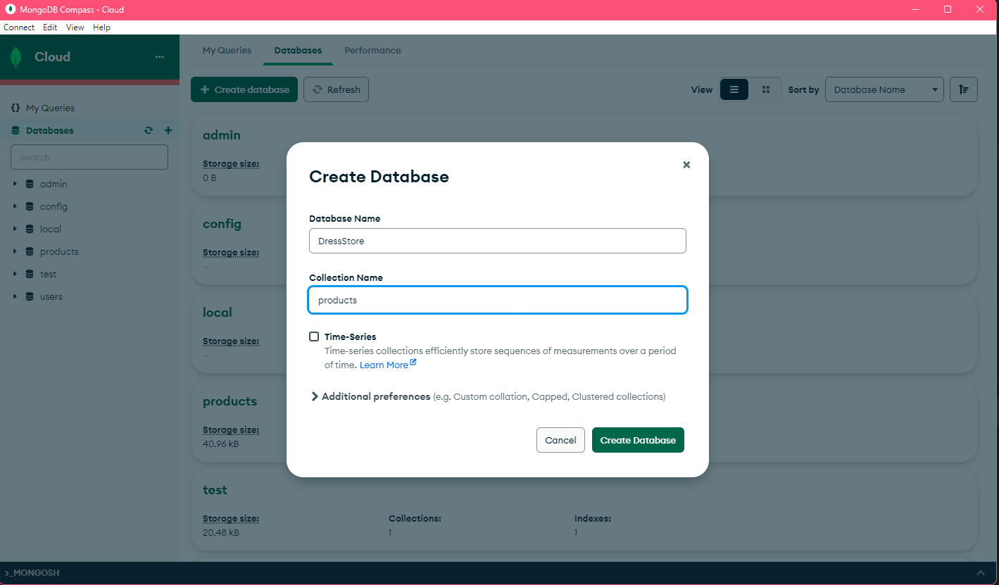 MongoDB Compass - Cloud
Connect Edit View Help
Cloud
My Queries Databases Performance
Create database Refresh View Sort by Database Name
My Queries
Databases
Search
admin
config
local
products
test
users
admin
Storage size:
0 B
config
Storage size:
–
local
Storage size:
–
products
Storage size:
40.96 kB
test
Storage size: Collections: Indexes:
20.48 kB 1 1
Create Database
Database Name
DressStore
Collection Name
products
Time-Series
Time-series collections efficiently store sequences of measurements over a period
of time. Learn More
Additional preferences (e.g. Custom collation, Capped, Clustered collections)
Cancel Create Database
>_MONGOSH